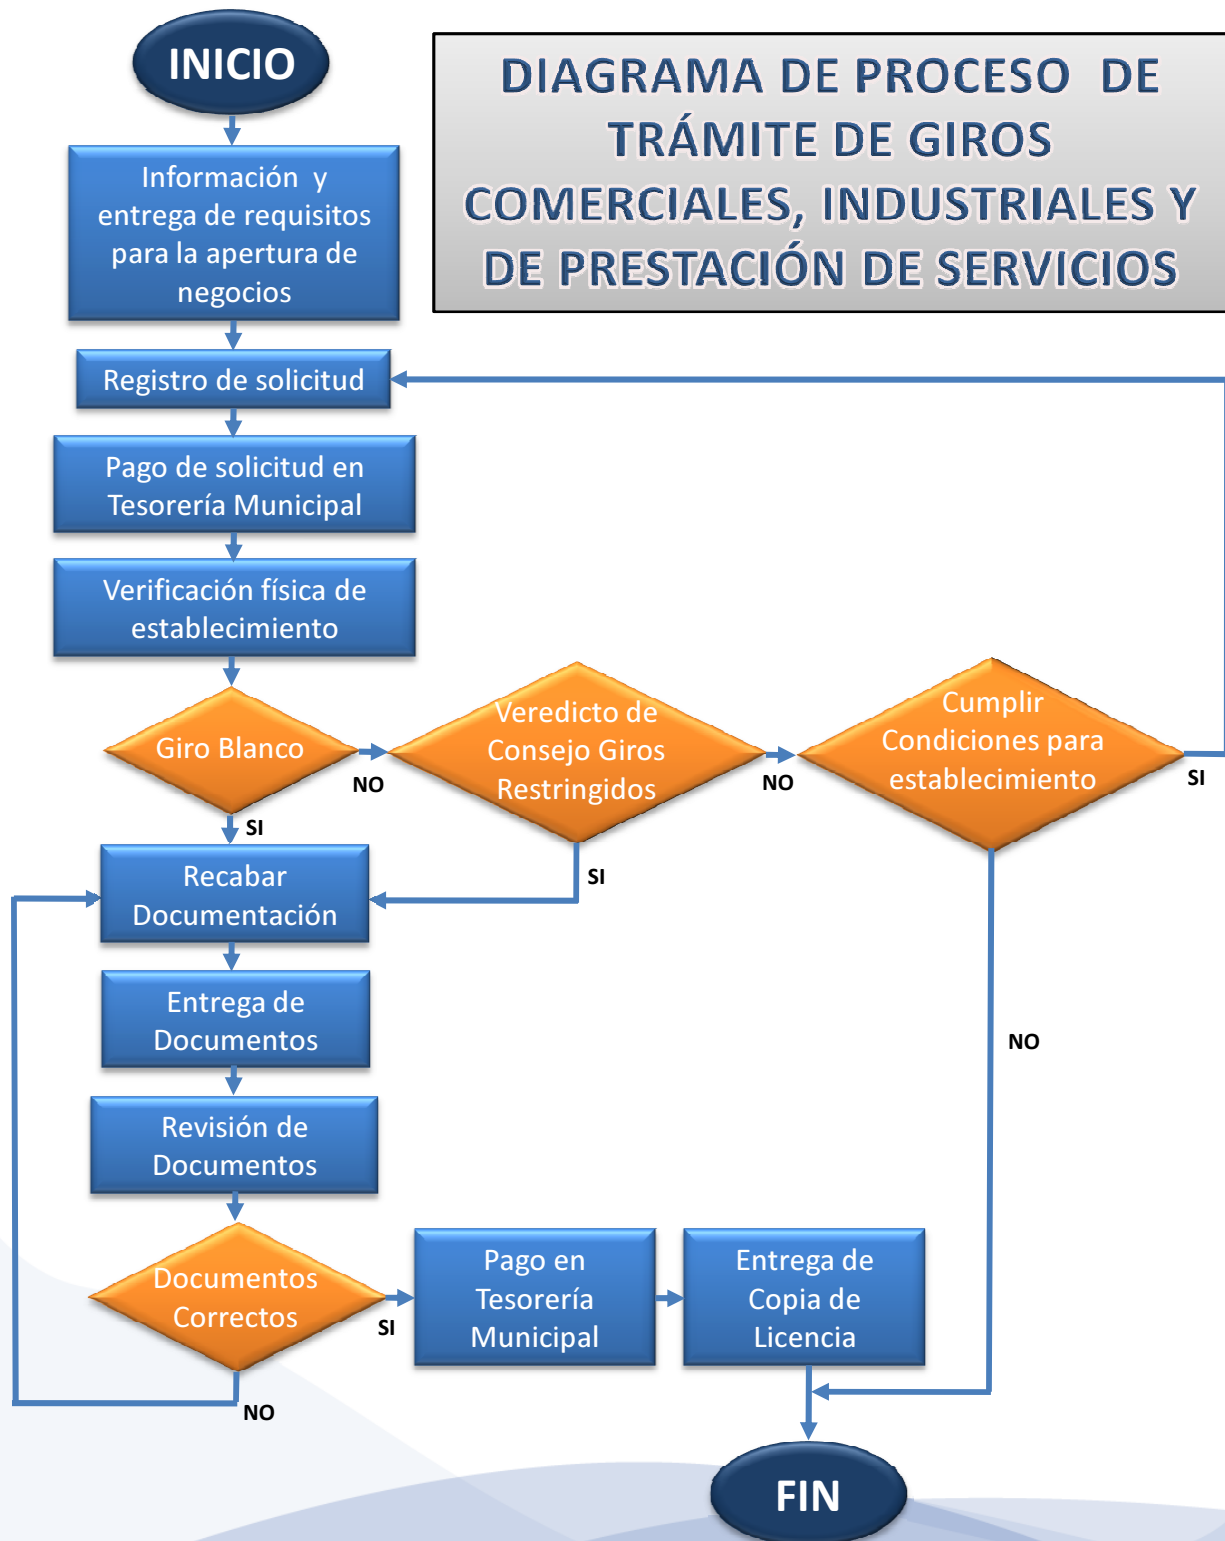 INICIO
DIAGRAMA DE PROCESO DE
TRÁMITE DE GIROS
COMERCIALES, INDUSTRIALES Y
DE PRESTACIÓN DE SERVICIOS
Información y
entrega de requisitos
para la apertura de
negocios
Registro de solicitud
Pago de solicitud en
Tesorería Municipal
Verificación física de
establecimiento
Giro Blanco
NO
SI
Veredicto de
Consejo Giros
Restringidos
NO
SI
Cumplir
Condiciones para
establecimiento
SI
NO
Recabar
Documentación
Entrega de
Documentos
Revisión de
Documentos
Documentos
Correctos
SI
NO
Pago en
Tesorería
Municipal
Entrega de
Copia de
Licencia
FIN